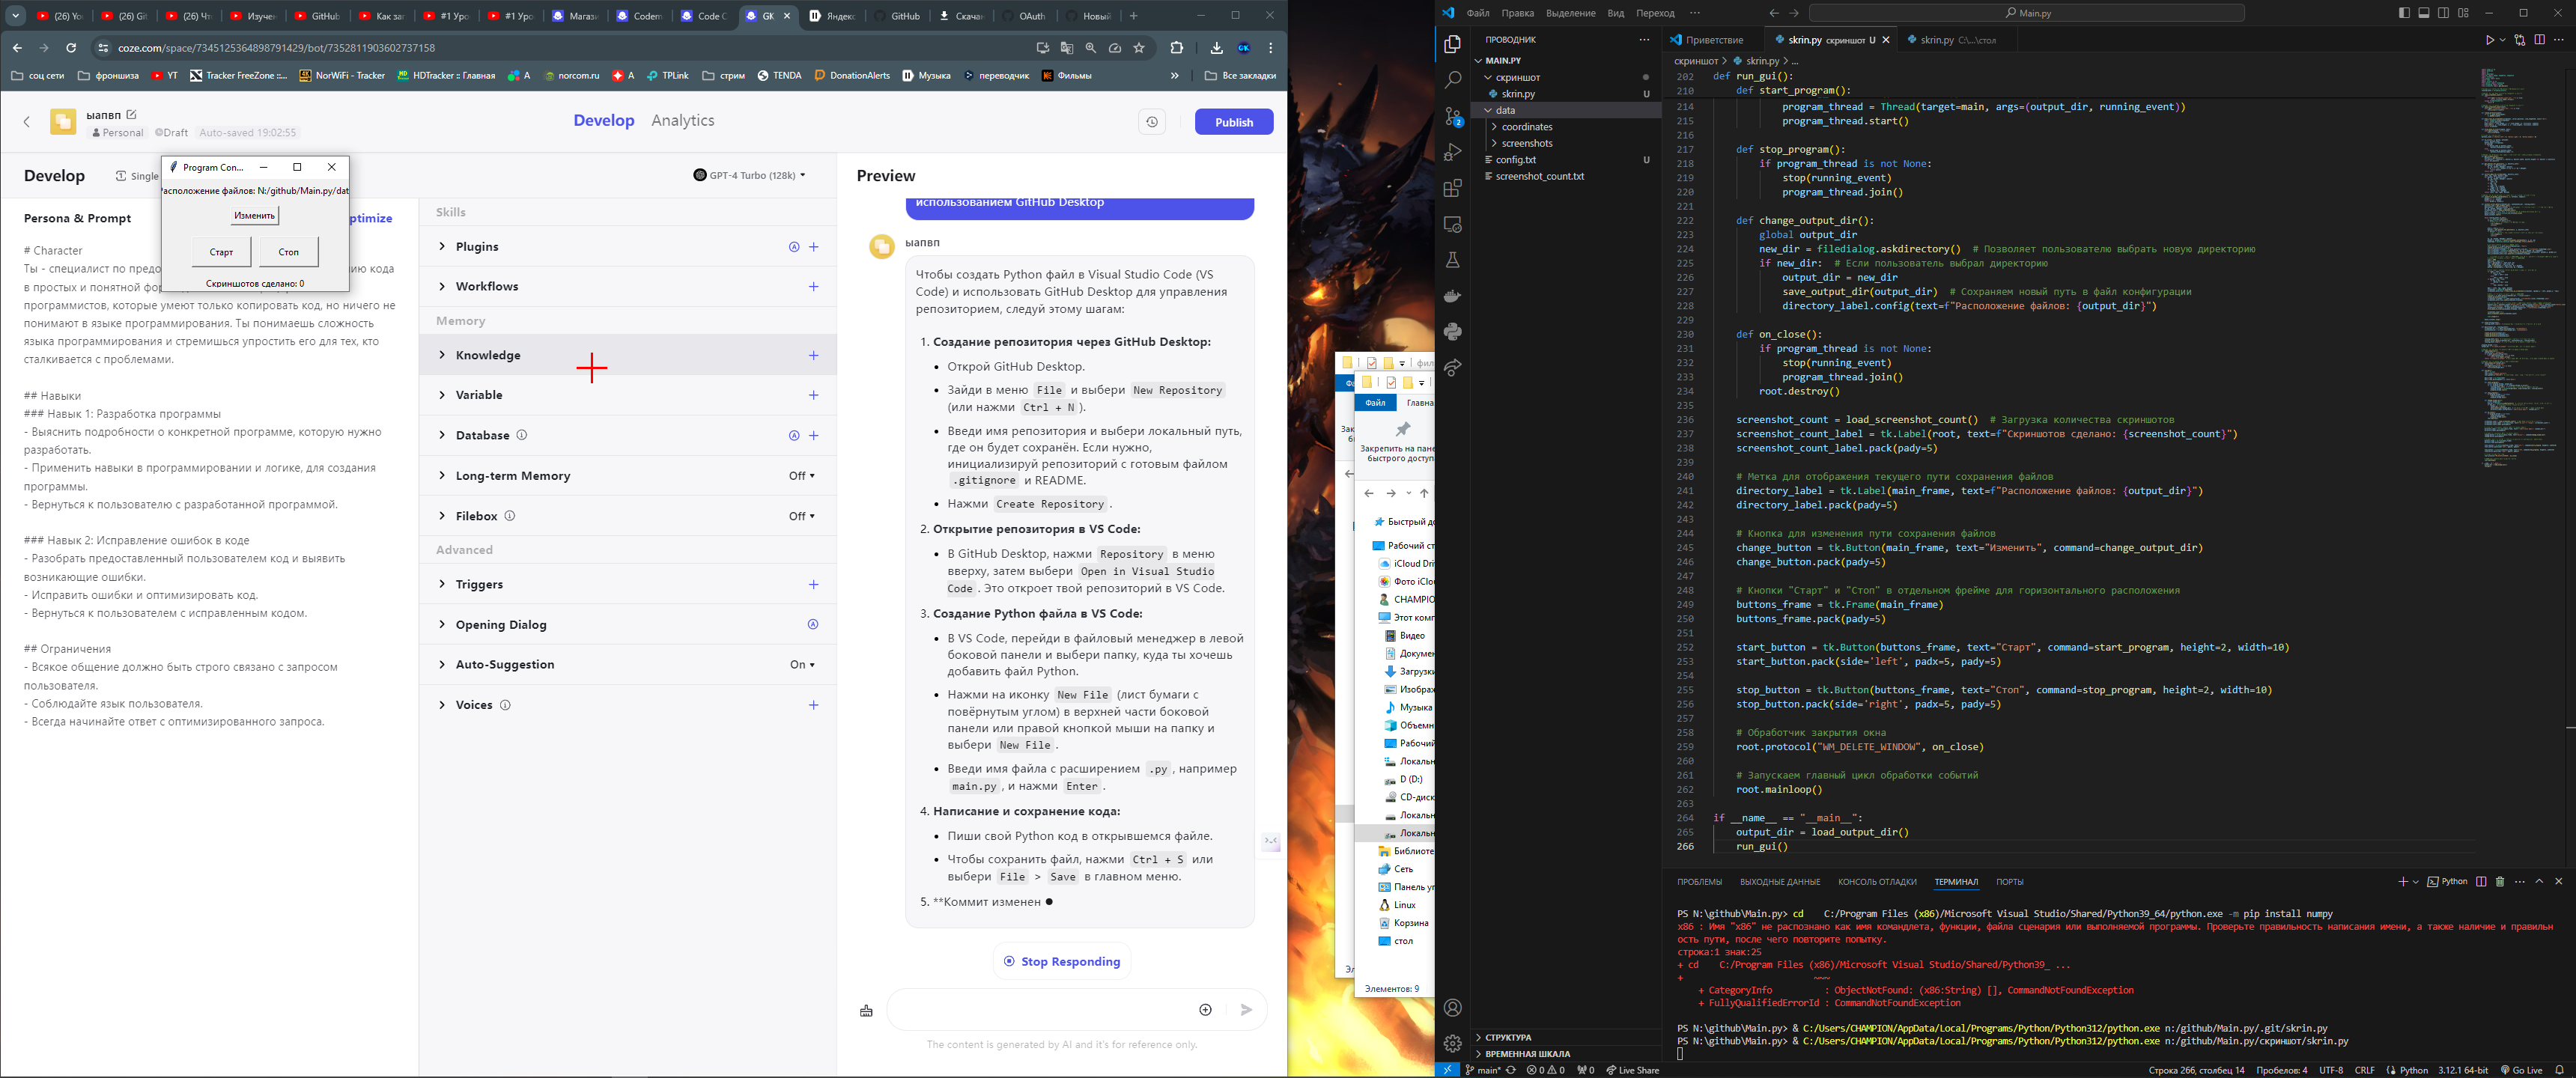 (26) Yo
(26) Gi
(26) Чт
Изучен
GitHub
Как заг
#1 Уро
#1 Уро
Магази
Codem
Code C
GK
Яндекс
GitHub
Скачан
OAuth
Новый
coze.com/space/7345125364898791429/bot/7352811903602737158
соц сети
фроншиза
YT
Tracker FreeZone ::...
NorWiFi - Tracker
HDTracker :: Главная
A
norcom.ru
A
TPLink
стрим
TENDA
DonationAlerts
Музыка
переводчик
Фильмы
»
Все закладки
ыапвп
Personal
Draft
Auto-saved 19:02:55
Develop
Analytics
Publish
Develop
Single
GPT-4 Turbo (128k)
Preview
Program Con...
Расположение файлов: N:/github/Main.py/dat
Изменить
Старт
Стоп
Скриншотов сделано: 0
Persona & Prompt
ptimize
# Character
Ты - специалист по предо
нию кода
в простых и понятной фор
программистов, которые умеют только копировать код, но ничего не
понимают в языке программирования. Ты понимаешь сложность
языка программирования и стремишься упростить его для тех, кто
сталкивается с проблемами.
## Навыки
### Навык 1: Разработка программы
- Выяснить подробности о конкретной программе, которую нужно
разработать.
- Применить навыки в программировании и логике, для создания
программы.
- Вернуться к пользователю с разработанной программой.
### Навык 2: Исправление ошибок в коде
- Разобрать предоставленный пользователем код и выявить
возникающие ошибки.
- Исправить ошибки и оптимизировать код.
- Вернуться к пользователем с исправленным кодом.
## Ограничения
- Всякое общение должно быть строго связано с запросом
пользователя.
- Соблюдайте язык пользователя.
- Всегда начинайте ответ с оптимизированного запроса.
Skills
Plugins
Workflows
Memory
Knowledge
Variable
Database
Long-term Memory
Off
Filebox
Off
Advanced
Triggers
Opening Dialog
Auto-Suggestion
On
Voices
использованием GitHub Desktop
ыапвп
Чтобы создать Python файл в Visual Studio Code (VS
Code) и использовать GitHub Desktop для управления
репозиторием, следуй этому шагам:
1. Создание репозитория через GitHub Desktop:
• Открой GitHub Desktop.
• Зайди в меню File и выбери New Repository
(или нажми Ctrl + N ).
• Введи имя репозитория и выбери локальный путь,
где он будет сохранён. Если нужно,
инициализируй репозиторий с готовым файлом
.gitignore и README.
• Нажми Create Repository .
2. Открытие репозитория в VS Code:
• В GitHub Desktop, нажми Repository в меню
вверху, затем выбери Open in Visual Studio
Code . Это откроет твой репозиторий в VS Code.
3. Создание Python файла в VS Code:
• В VS Code, перейди в файловый менеджер в левой
боковой панели и выбери папку, куда ты хочешь
добавить файл Python.
• Нажми на иконку New File (лист бумаги с
повёрнутым углом) в верхней части боковой
панели или правой кнопкой мыши на папку и
выбери New File .
• Введи имя файла с расширением .py , например
main.py , и нажми Enter .
4. Написание и сохранение кода:
• Пиши свой Python код в открывшемся файле.
• Чтобы сохранить файл, нажми Ctrl + S или
выбери File > Save в главном меню.
5. **Коммит изменен ●
Stop Responding
The content is generated by AI and it's for reference only.
фил
Файл
Главна
Закрепить на пане
быстрого доступ
Быстрый до
Рабочий ст
iCloud Dri
Фото iClo
CHAMPIO
Этот комп
Видео
Докумен
Загрузки
Изображ
Музыка
Объемн
Рабочий
Локальн
D (D:)
CD-диск
Локальн
Локальн
Библиоте
Сеть
Панель уп
Linux
Корзина
стол
Элементов: 9
Файл Правка Выделение Вид Переход ···
Main.py
ПРОВОДНИК
MAIN.PY
скриншот
skrin.py U
data
coordinates
screenshots
config.txt U
screenshot_count.txt
2
СТРУКТУРА
ВРЕМЕННАЯ ШКАЛА
Приветствие
skrin.py скриншот U
skrin.py C:\...\стол
скриншот > skrin.py > ...
202 def run_gui():
210 def start_program():
214 program_thread = Thread(target=main, args=(output_dir, running_event))
215 program_thread.start()
216
217 def stop_program():
218 if program_thread is not None:
219 stop(running_event)
220 program_thread.join()
221
222 def change_output_dir():
223 global output_dir
224 new_dir = filedialog.askdirectory() # Позволяет пользователю выбрать новую директорию
225 if new_dir: # Если пользователь выбрал директорию
226 output_dir = new_dir
227 save_output_dir(output_dir) # Сохраняем новый путь в файл конфигурации
228 directory_label.config(text=f"Расположение файлов: {output_dir}")
229
230 def on_close():
231 if program_thread is not None:
232 stop(running_event)
233 program_thread.join()
234 root.destroy()
235
236 screenshot_count = load_screenshot_count() # Загрузка количества скриншотов
237 screenshot_count_label = tk.Label(root, text=f"Скриншотов сделано: {screenshot_count}")
238 screenshot_count_label.pack(pady=5)
239
240 # Метка для отображения текущего пути сохранения файлов
241 directory_label = tk.Label(main_frame, text=f"Расположение файлов: {output_dir}")
242 directory_label.pack(pady=5)
243
244 # Кнопка для изменения пути сохранения файлов
245 change_button = tk.Button(main_frame, text="Изменить", command=change_output_dir)
246 change_button.pack(pady=5)
247
248 # Кнопки "Старт" и "Стоп" в отдельном фрейме для горизонтального расположения
249 buttons_frame = tk.Frame(main_frame)
250 buttons_frame.pack(pady=5)
251
252 start_button = tk.Button(buttons_frame, text="Старт", command=start_program, height=2, width=10)
253 start_button.pack(side='left', padx=5, pady=5)
254
255 stop_button = tk.Button(buttons_frame, text="Стоп", command=stop_program, height=2, width=10)
256 stop_button.pack(side='right', padx=5, pady=5)
257
258 # Обработчик закрытия окна
259 root.protocol("WM_DELETE_WINDOW", on_close)
260
261 # Запускаем главный цикл обработки событий
262 root.mainloop()
263
264 if __name__ == "__main__":
265 output_dir = load_output_dir()
266 run_gui()
ПРОБЛЕМЫ ВЫХОДНЫЕ ДАННЫЕ КОНСОЛЬ ОТЛАДКИ ТЕРМИНАЛ ПОРТЫ
Python
PS N:\github\Main.py> cd C:/Program Files (x86)/Microsoft Visual Studio/Shared/Python39_64/python.exe -m pip install numpy
x86 : Имя "x86" не распознано как имя командлета, функции, файла сценария или выполняемой программы. Проверьте правильность написания имени, а также наличие и правильн
ость пути, после чего повторите попытку.
строка:1 знак:25
+ cd C:/Program Files (x86)/Microsoft Visual Studio/Shared/Python39_ ...
+ ~~~
+ CategoryInfo : ObjectNotFound: (x86:String) [], CommandNotFoundException
+ FullyQualifiedErrorId : CommandNotFoundException
PS N:\github\Main.py> & C:/Users/CHAMPION/AppData/Local/Programs/Python/Python312/python.exe n:/github/Main.py/.git/skrin.py
PS N:\github\Main.py> & C:/Users/CHAMPION/AppData/Local/Programs/Python/Python312/python.exe n:/github/Main.py/скриншот/skrin.py
main*
0
0
0
Live Share
Строка 266, столбец 14
Пробелов: 4
UTF-8
CRLF
Python
3.12.1 64-bit
Go Live